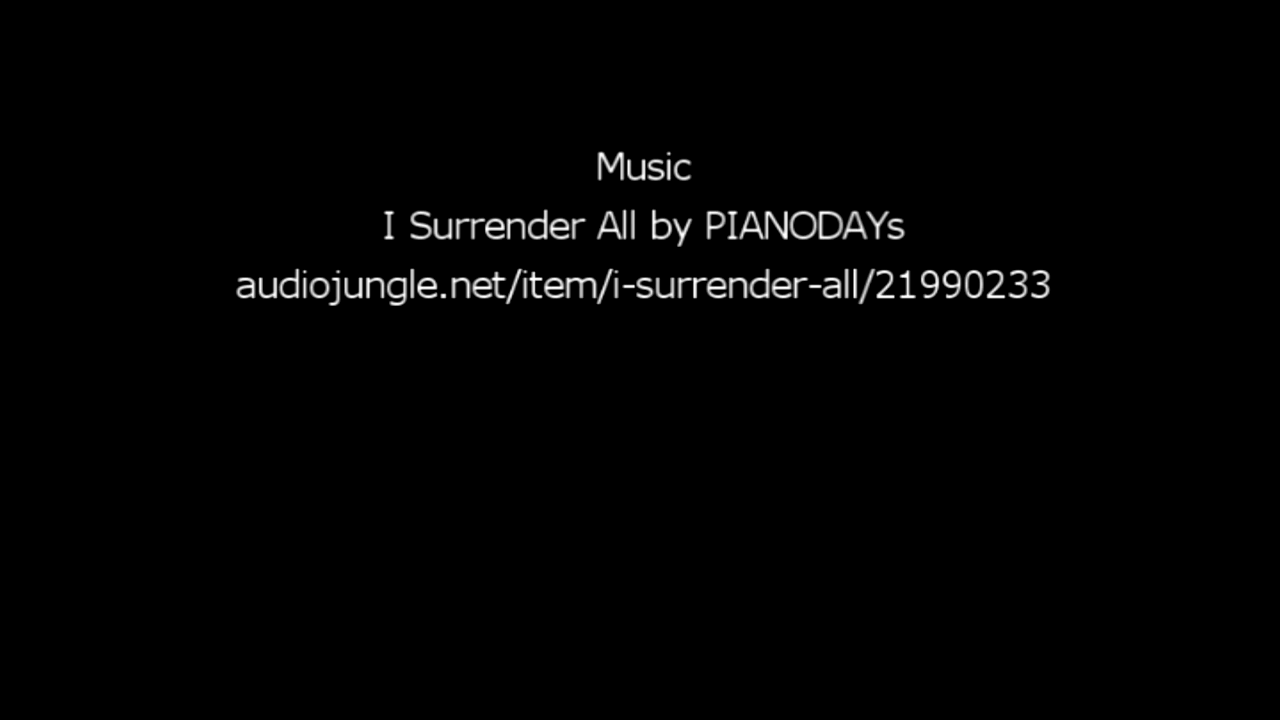 Music
I Surrender All by PIANODAYs
audiojungle.net/item/i-surrender-all/21990233